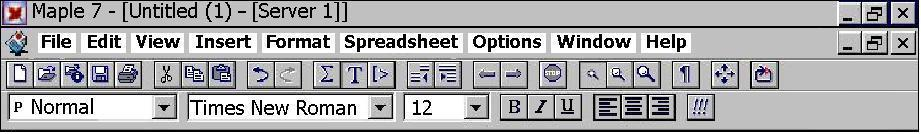 Maple 7 - [Untitled (1) - [Server 1]]
File Edit View Insert Format Spreadsheet Options Window Help
Σ T [> STOP ¶
P Normal Times New Roman 12 B I U !!!